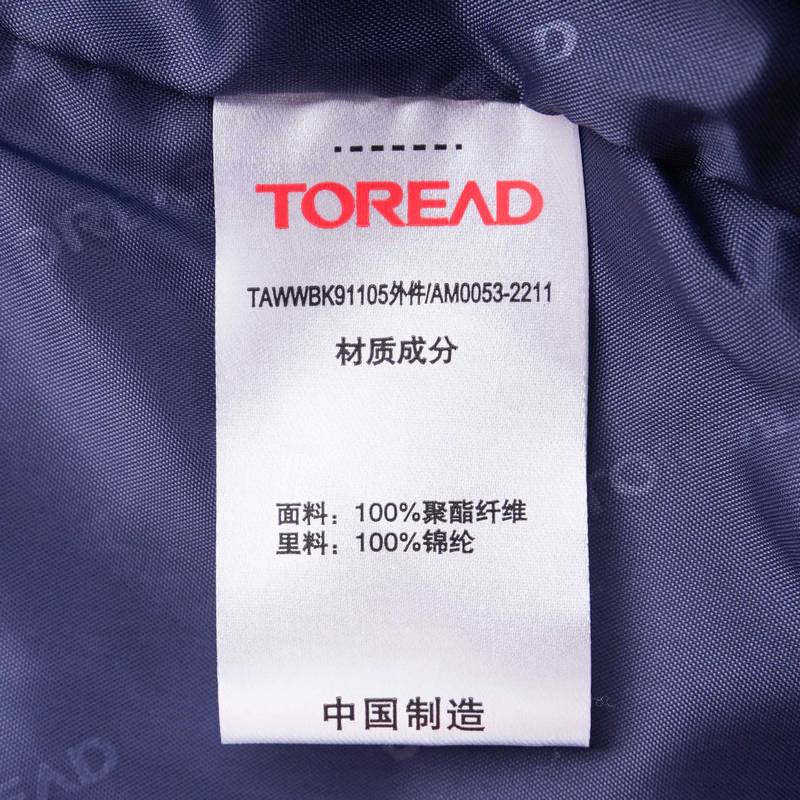 TOREAD
TAWWBK91105外件/AM0053-2211
材质成分
面料：100%聚酯纤维
里料：100%锦纶
中国制造